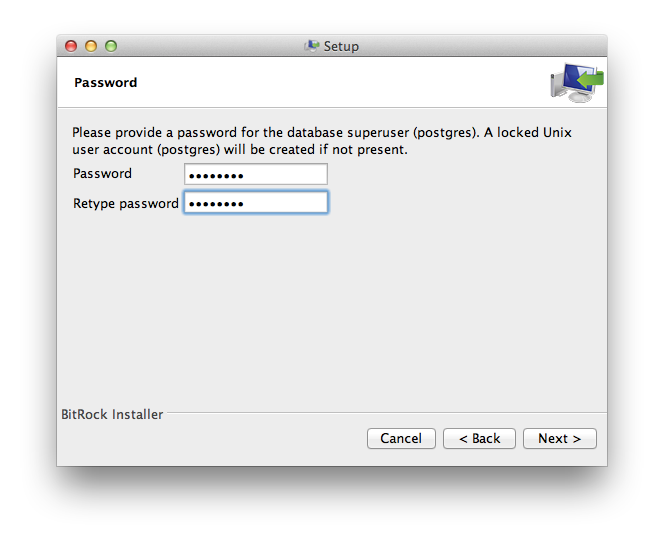 Setup
Password
Please provide a password for the database superuser (postgres). A locked Unix
user account (postgres) will be created if not present.
Password ••••••••
Retype password ••••••••
BitRock Installer
Cancel < Back Next >